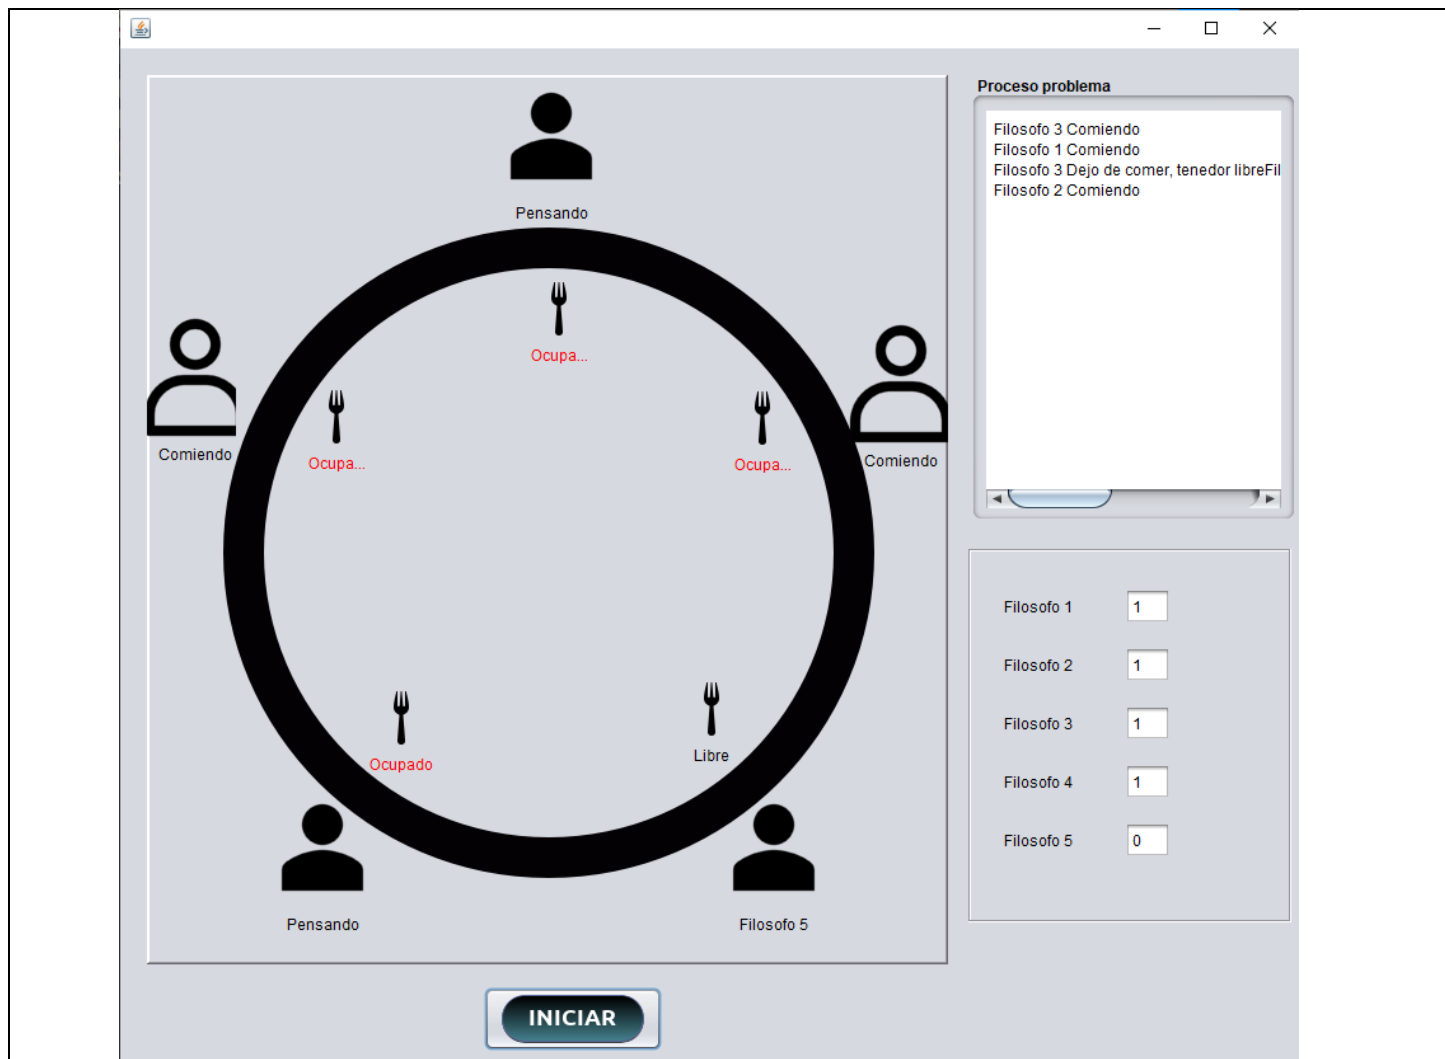 Proceso problema
Filosofo 3 Comiendo
Filosofo 1 Comiendo
Filosofo 3 Dejo de comer, tenedor libreFil
Filosofo 2 Comiendo
Pensando
Ocupa...
Comiendo
Ocupa...
Ocupa...
Comiendo
Ocupado
Libre
Pensando
Filosofo 5
Filosofo 1 1
Filosofo 2 1
Filosofo 3 1
Filosofo 4 1
Filosofo 5 0
INICIAR